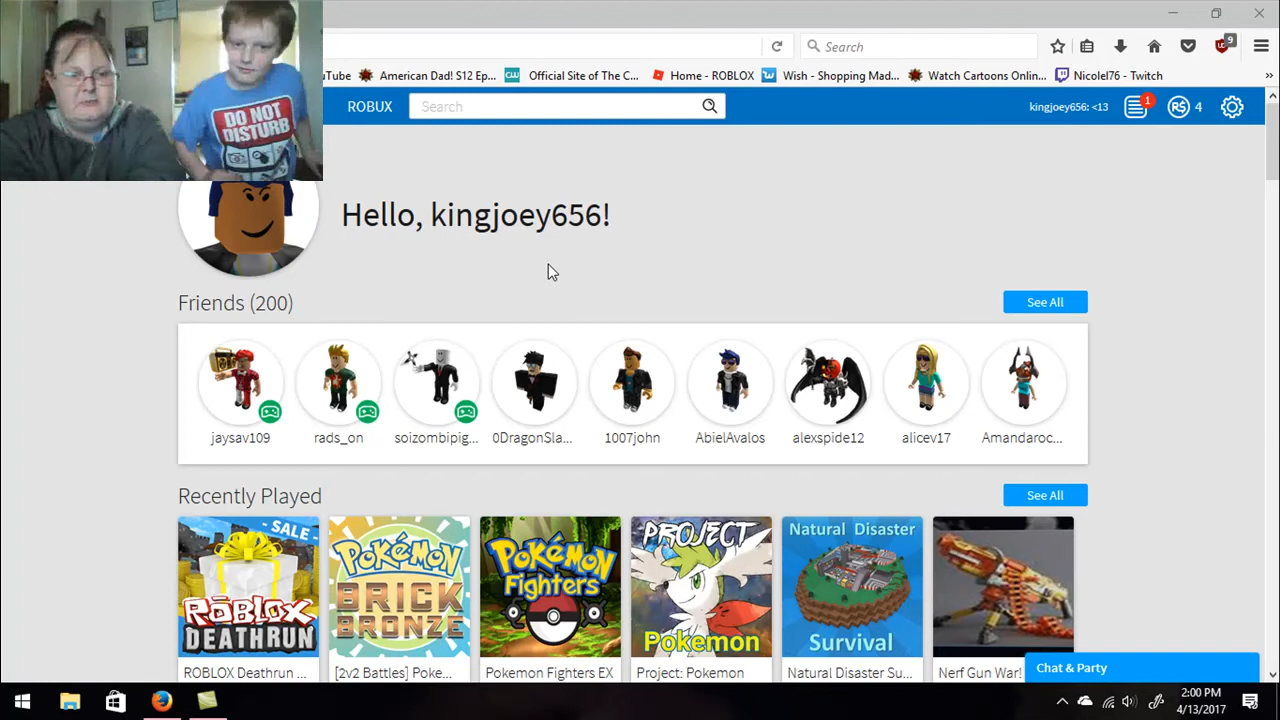 DO NOT
DISTURB
Search
9
uTube
American Dad! S12 Ep...
CW
Official Site of The C...
Home - ROBLOX
Wish - Shopping Mad...
Watch Cartoons Onlin...
Nicolel76 - Twitch
»
ROBUX
Search
kingjoey656: <13
1
R$
4
Hello, kingjoey656!
Friends (200)
See All
jaysav109
rads_on
soizombipig...
0DragonSla...
1007john
AbielAvalos
alexspide12
alicev17
Amandaroc...
Recently Played
See All
- SALE -
ROBLOX
DEATHRUN
POKéMON
BRICK
BRONZE
Pokémon
Fighters
PROJECT
Pokemon
Natural Disaster
Survival
ROBLOX Deathrun ...
[2v2 Battles] Poke...
Pokemon Fighters EX
Project: Pokemon
Natural Disaster Su...
Nerf Gun War!
Chat & Party
2:00 PM
4/13/2017